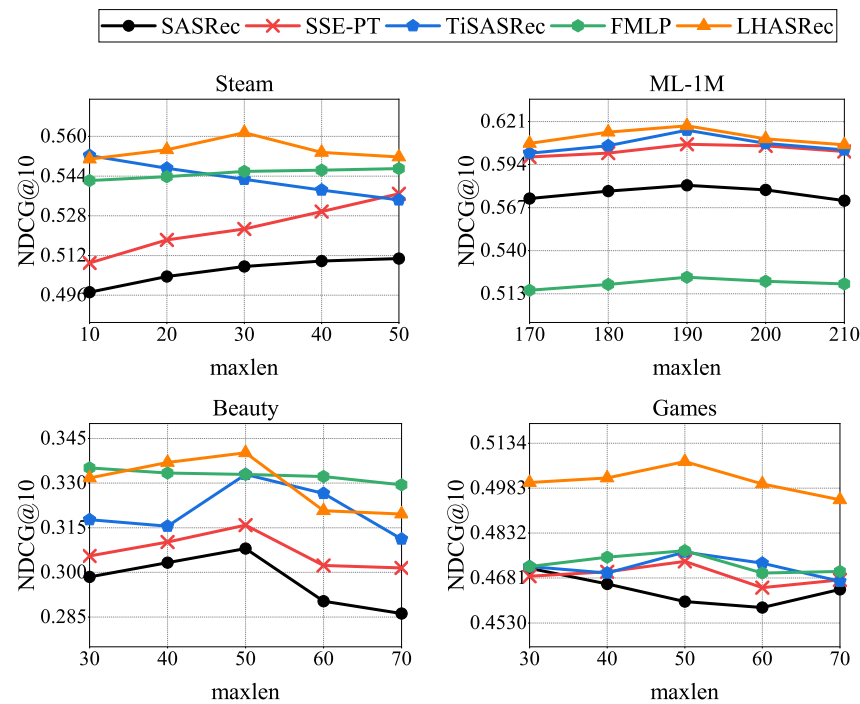 SASRec SSE-PT TiSASRec FMLP LHASRec
Steam
NDCG@10
0.560
0.544
0.528
0.512
0.496
10 20 30 40 50
maxlen
ML-1M
NDCG@10
0.621
0.594
0.567
0.540
0.513
170 180 190 200 210
maxlen
Beauty
NDCG@10
0.345
0.330
0.315
0.300
0.285
30 40 50 60 70
maxlen
Games
NDCG@10
0.5134
0.4983
0.4832
0.4681
0.4530
30 40 50 60 70
maxlen